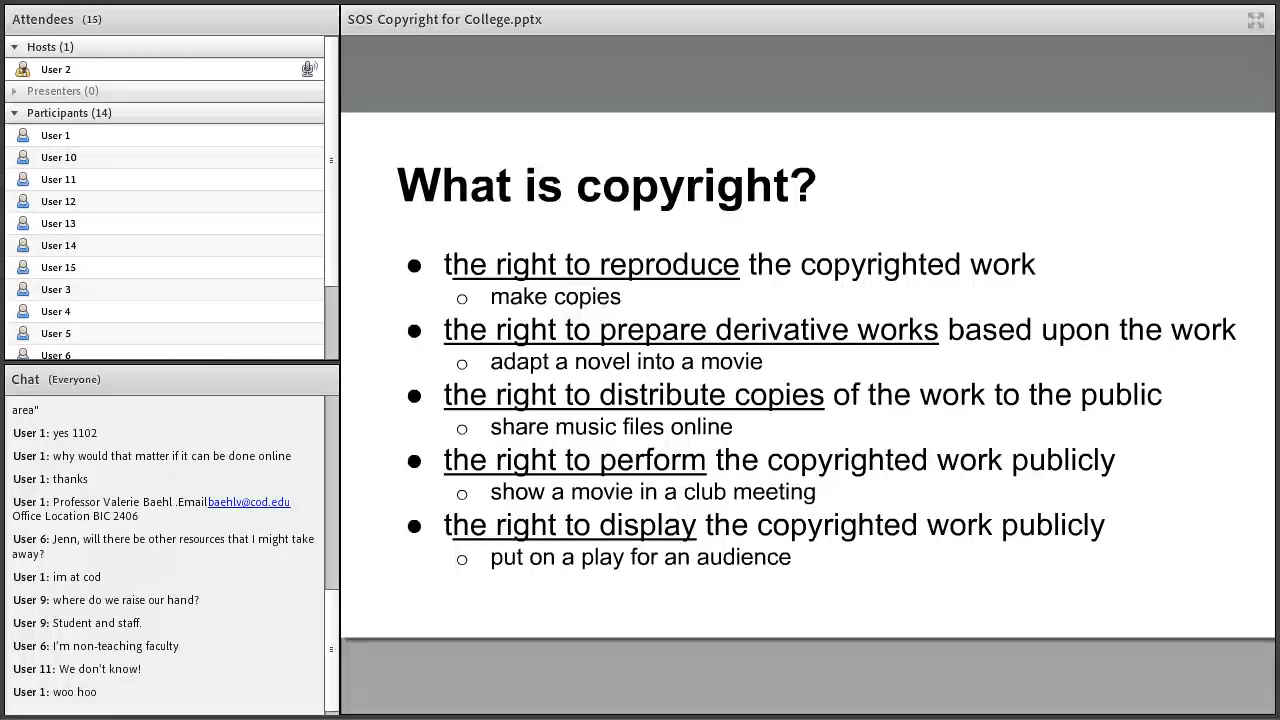 Attendees (15)
Hosts (1)
User 2
Presenters (0)
Participants (14)
User 1
User 10
User 11
User 12
User 13
User 14
User 15
User 3
User 4
User 5
User 6
Chat (Everyone)
area"
User 1: yes 1102
User 1: why would that matter if it can be done online
User 1: thanks
User 1: Professor Valerie Baehl .Emailbaehlv@cod.edu
Office Location BIC 2406
User 6: Jenn, will there be other resources that I might take
away?
User 1: im at cod
User 9: where do we raise our hand?
User 9: Student and staff.
User 6: I'm non-teaching faculty
User 11: We don't know!
User 1: woo hoo
SOS Copyright for College.pptx
What is copyright?
● the right to reproduce the copyrighted work
○ make copies
● the right to prepare derivative works based upon the work
○ adapt a novel into a movie
● the right to distribute copies of the work to the public
○ share music files online
● the right to perform the copyrighted work publicly
○ show a movie in a club meeting
● the right to display the copyrighted work publicly
○ put on a play for an audience